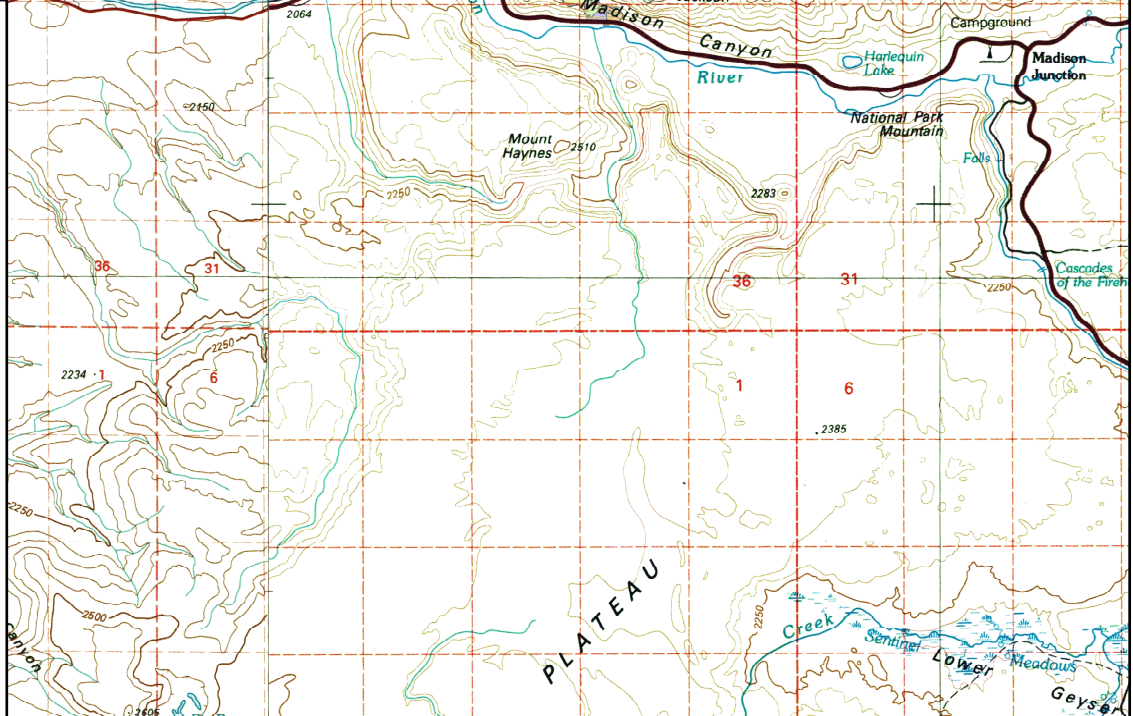 2064
Madison
Canyon
River
Harlequin
Lake
Campground
Madison
Junction
2150
Mount
Haynes
2510
National Park
Mountain
Falls
2250
2283
36
31
36
31
Cascades
of the Fireh
2250
2250
2234
1
6
1
6
2385
2250
2500
Canyon
PLATEAU
2250
Creek
Sentinel
Meadows
Lower
Geyser
2605